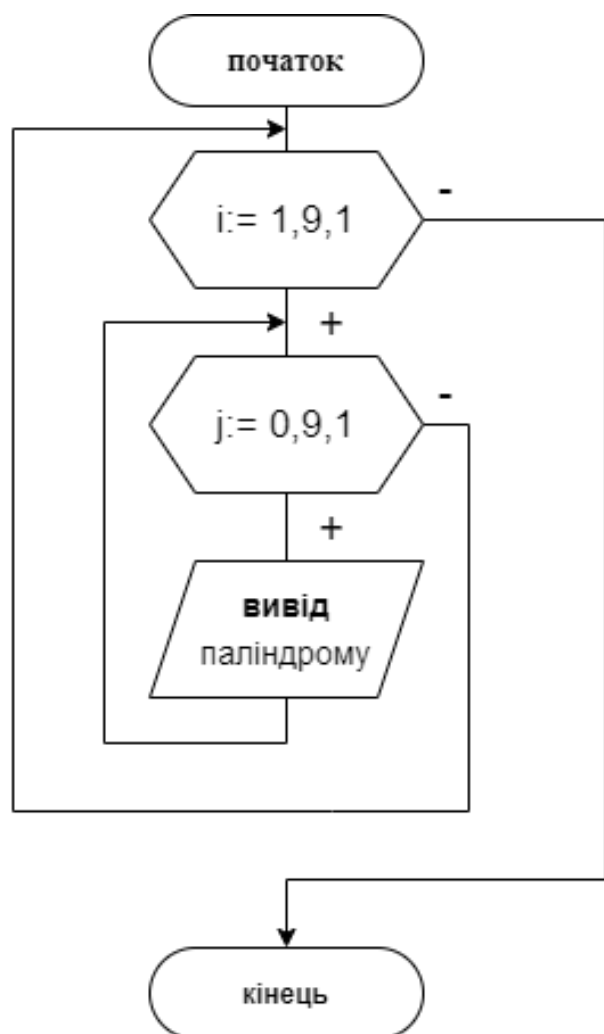 початок
-
i:= 1,9,1
+
-
j:= 0,9,1
+
вивід
паліндрому
кінець